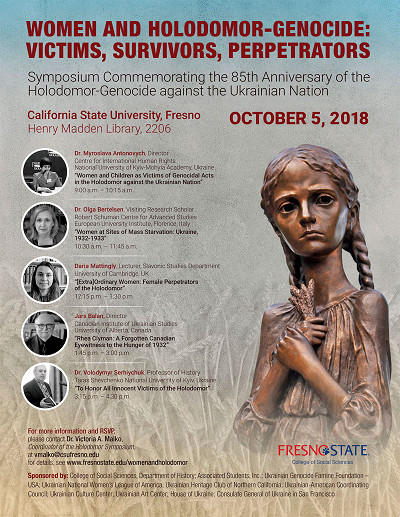 WOMEN AND HOLODOMOR-GENOCIDE:
VICTIMS, SURVIVORS, PERPETRATORS
Symposium Commemorating the 85th Anniversary of the
Holodomor-Genocide against the Ukrainian Nation
California State University, Fresno
Henry Madden Library, 2206
OCTOBER 5, 2018
Dr. Myroslava Antonovych, Director
Centre for International Human Rights
National University of Kyiv-Mohyla Academy, Ukraine
"Women and Children as Victims of Genocidal Acts
in the Holodomor against the Ukrainian Nation"
9:00 a.m. – 10:15 a.m.
Dr. Olga Bertelsen, Visiting Research Scholar
Robert Schuman Centre for Advanced Studies
European University Institute, Florence, Italy
"Women at Sites of Mass Starvation: Ukraine,
1932-1933"
10:30 a.m. – 11:45 a.m.
Daria Mattingly, Lecturer, Slavonic Studies Department
University of Cambridge, UK
"[Extra]Ordinary Women: Female Perpetrators
of the Holodomor"
12:15 p.m. – 1:30 p.m.
Jars Balan, Director
Canadian Institute of Ukrainian Studies
University of Alberta, Canada
"Rhea Clyman: A Forgotten Canadian
Eyewitness to the Hunger of 1932"
1:45 p.m. – 3:00 p.m.
Dr. Volodymyr Serhiychuk, Professor of History
Taras Shevchenko National University of Kyiv, Ukraine
"To Honor All Innocent Victims of the Holodomor"
3:15 p.m. – 4:30 p.m.
For more information and RSVP,
please contact Dr. Victoria A. Malko,
Coordinator of the Holodomor Symposium,
at vmalko@csufresno.edu
for details, see www.fresnostate.edu/womenandholodomor
FRESNO STATE
College of Social Sciences
Sponsored by: College of Social Sciences, Department of History; Associated Students, Inc.; Ukrainian Genocide Famine Foundation –
USA; Ukrainian National Women's League of America; Ukrainian Heritage Club of Northern California; Ukrainian-American Coordinating
Council; Ukrainian Culture Center; Ukrainian Art Center; House of Ukraine; Consulate General of Ukraine in San Francisco